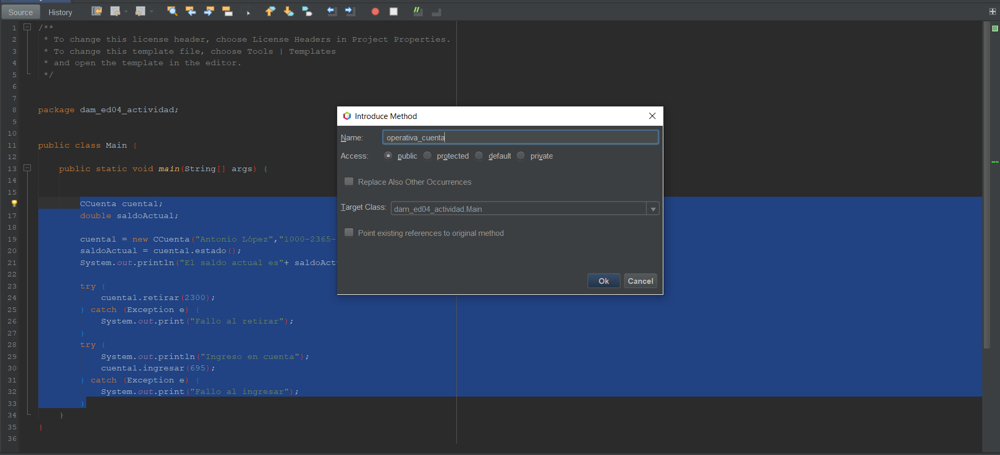 Source History
1 /**
2 * To change this license header, choose License Headers in Project Properties.
3 * To change this template file, choose Tools | Templates
4 * and open the template in the editor.
5 */
6
7
8 package dam_ed04_actividad;
9
10
11 public class Main {
12
13 public static void main(String[] args) {
14
15
CCuenta cuenta1;
17 double saldoActual;
18
19 cuenta1 = new CCuenta("Antonio López","1000-2365-
20 saldoActual = cuenta1.estado();
21 System.out.println("El saldo actual es"+ saldoAct
22
23 try {
24 cuenta1.retirar(2300);
25 } catch (Exception e) {
26 System.out.print("Fallo al retirar");
27 }
28 try {
29 System.out.println("Ingreso en cuenta");
30 cuenta1.ingresar(695);
31 } catch (Exception e) {
32 System.out.print("Fallo al ingresar");
33 }
34 }
35 }
36
Introduce Method
Name: operativa_cuenta
Access: public protected default private
Replace Also Other Occurrences
Target Class: dam_ed04_actividad.Main
Point existing references to original method
Ok Cancel